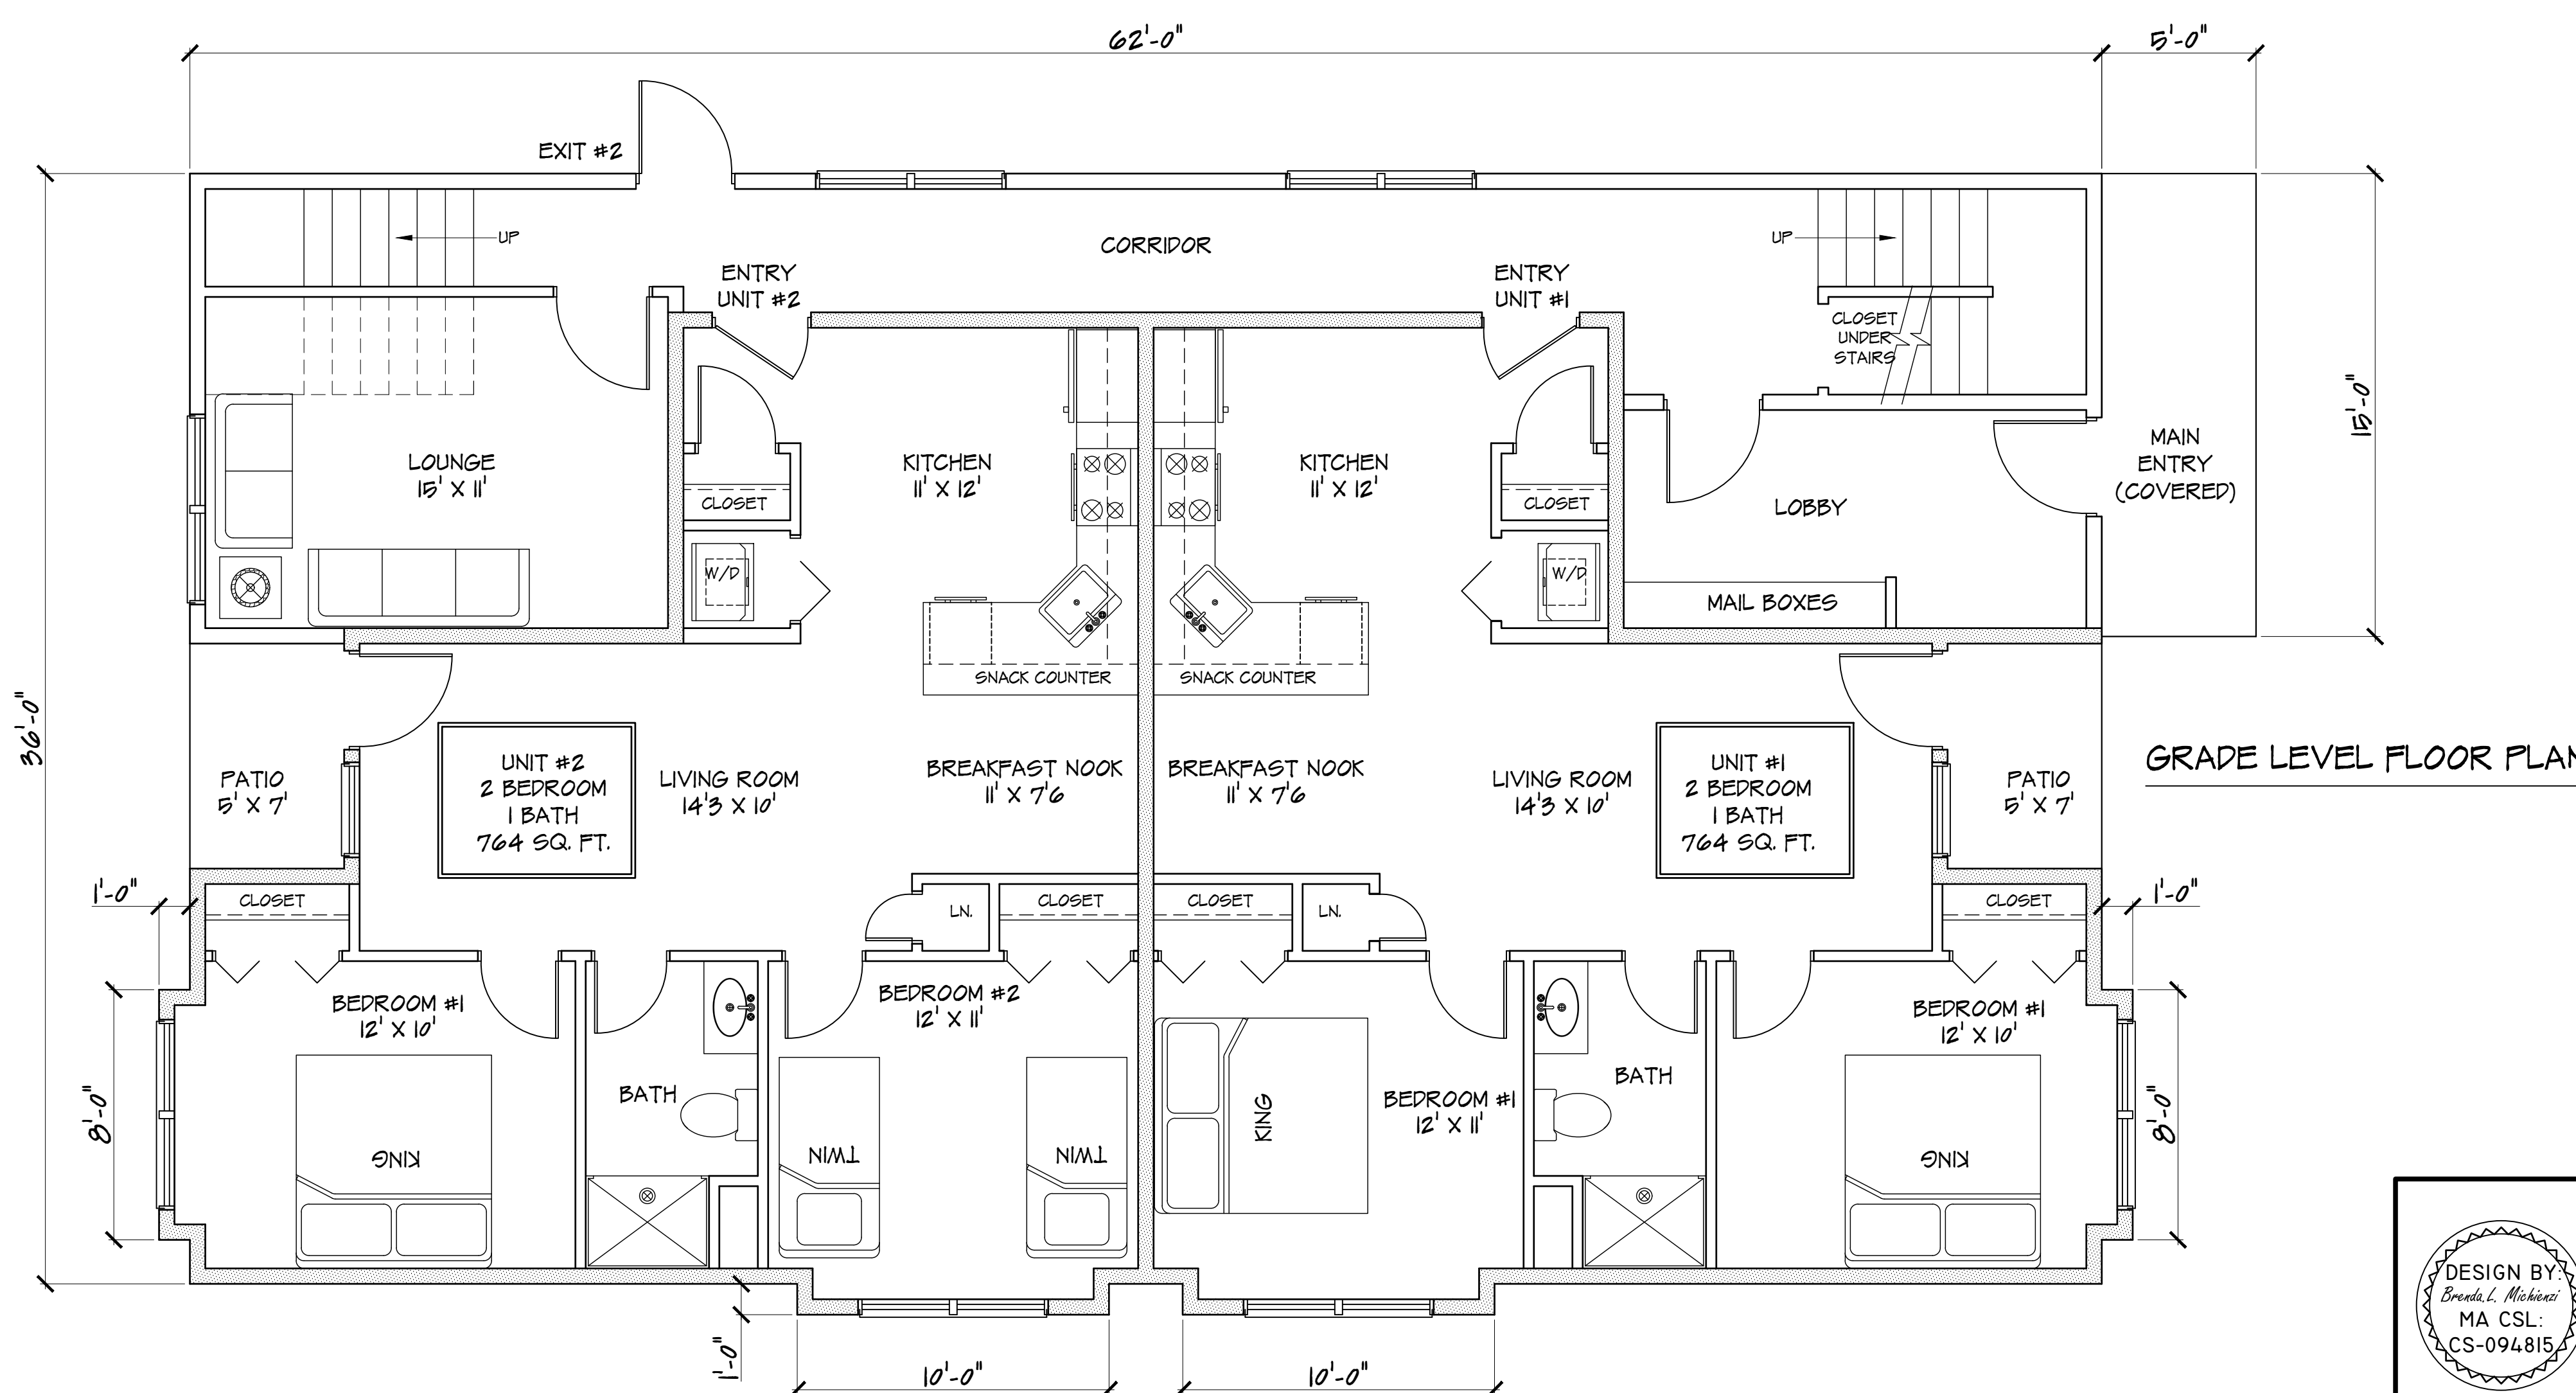 62'-0"
5'-0"
EXIT #2
UP
CORRIDOR
UP
ENTRY
UNIT #2
ENTRY
UNIT #1
CLOSET
UNDER
STAIRS
36'-0"
15'-0"
LOUNGE
15' X 11'
KITCHEN
11' X 12'
KITCHEN
11' X 12'
MAIN
ENTRY
(COVERED)
CLOSET
CLOSET
LOBBY
W/D
W/D
MAIL BOXES
SNACK COUNTER
SNACK COUNTER
PATIO
5' X 7'
UNIT #2
2 BEDROOM
1 BATH
764 SQ. FT.
LIVING ROOM
14'3 X 10'
BREAKFAST NOOK
11' X 7'6
BREAKFAST NOOK
11' X 7'6
LIVING ROOM
14'3 X 10'
UNIT #1
2 BEDROOM
1 BATH
764 SQ. FT.
PATIO
5' X 7'
GRADE LEVEL FLOOR PLAN
1'-0"
CLOSET
LN.
CLOSET
CLOSET
LN.
CLOSET
1'-0"
BEDROOM #1
12' X 10'
BEDROOM #2
12' X 11'
BEDROOM #1
12' X 10'
8'-0"
BATH
BATH
BEDROOM #1
12' X 11'
8'-0"
KING
TWIN
TWIN
KING
KING
1'-0"
10'-0"
10'-0"
DESIGN BY:
Brenda.L. Michienzi
MA CSL:
CS-094815